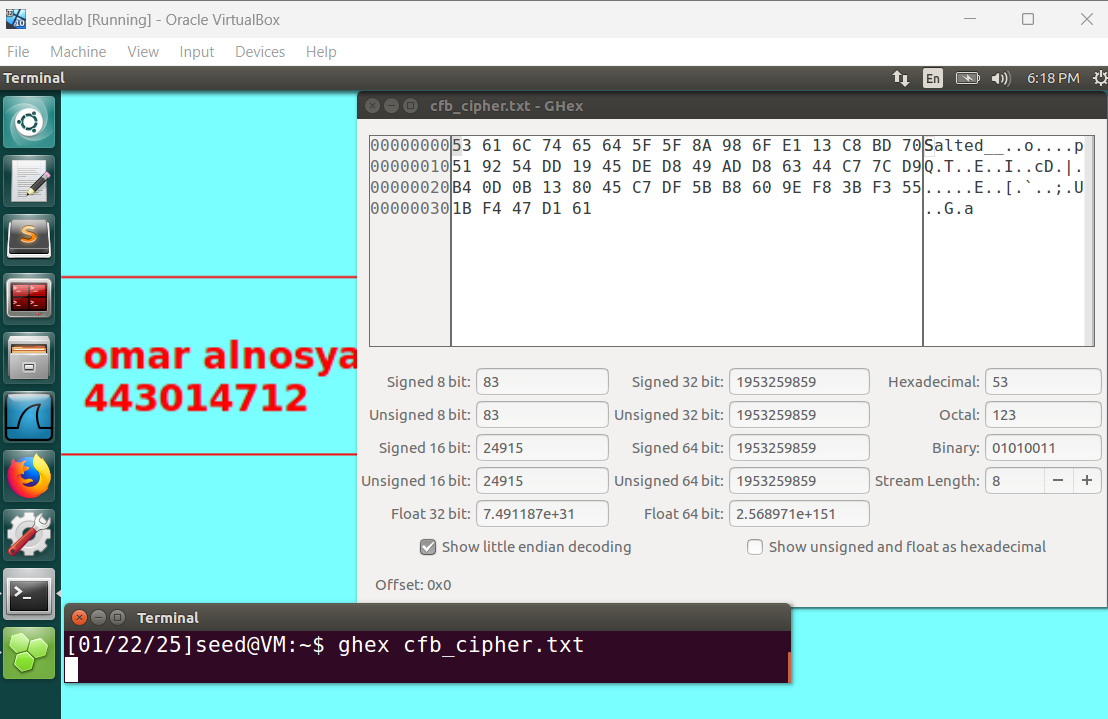 seedlab [Running] - Oracle VirtualBox
File Machine View Input Devices Help
Terminal En 6:18 PM
cfb_cipher.txt - GHex
00000000 53 61 6C 74 65 64 5F 5F 8A 98 6F E1 13 C8 BD 70 Salted__..o....p
00000010 51 92 54 DD 19 45 DE D8 49 AD D8 63 44 C7 7C D9 Q.T..E..I..cD.|.
00000020 B4 0D 0B 13 80 45 C7 DF 5B B8 60 9E F8 3B F3 55 .....E..[.`..;.U
00000030 1B F4 47 D1 61 ..G.a
omar alnosya
443014712
Signed 8 bit: 83 Signed 32 bit: 1953259859 Hexadecimal: 53
Unsigned 8 bit: 83 Unsigned 32 bit: 1953259859 Octal: 123
Signed 16 bit: 24915 Signed 64 bit: 1953259859 Binary: 01010011
Unsigned 16 bit: 24915 Unsigned 64 bit: 1953259859 Stream Length: 8 − +
Float 32 bit: 7.491187e+31 Float 64 bit: 2.568971e+151
Show little endian decoding Show unsigned and float as hexadecimal
Offset: 0x0
Terminal
[01/22/25]seed@VM:~$ ghex cfb_cipher.txt